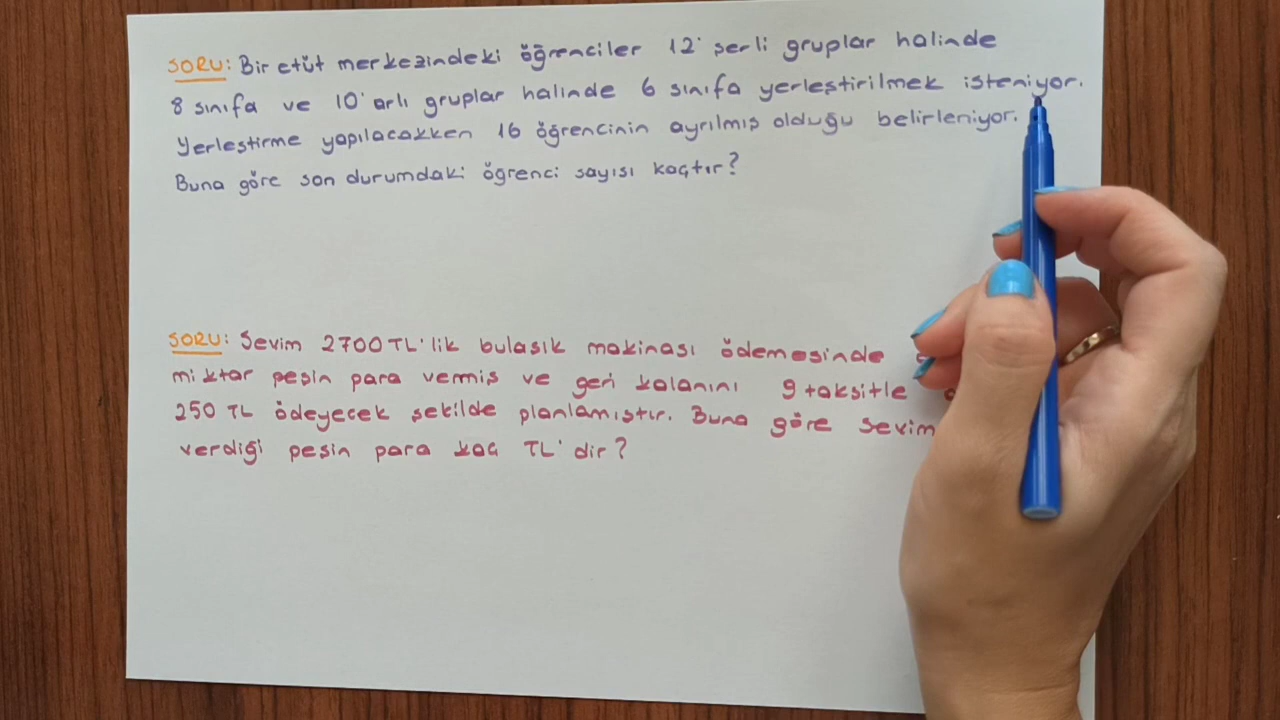 SORU: Bir etüt merkezindeki öğrenciler 12'şerli gruplar halinde
8 sınıfa ve 10'arlı gruplar halinde 6 sınıfa yerleştirilmek isteniyor.
Yerleştirme yapılacakken 16 öğrencinin ayrılmış olduğu belirleniyor.
Buna göre son durumdaki öğrenci sayısı kaçtır?
SORU: Sevim 2700 TL'lik bulaşık makinası ödemesinde
miktar peşin para vermiş ve geri kalanını 9 taksitle
250 TL ödeyecek şekilde planlamıştır. Buna göre Sevim
verdiği peşin para kaç TL'dir?